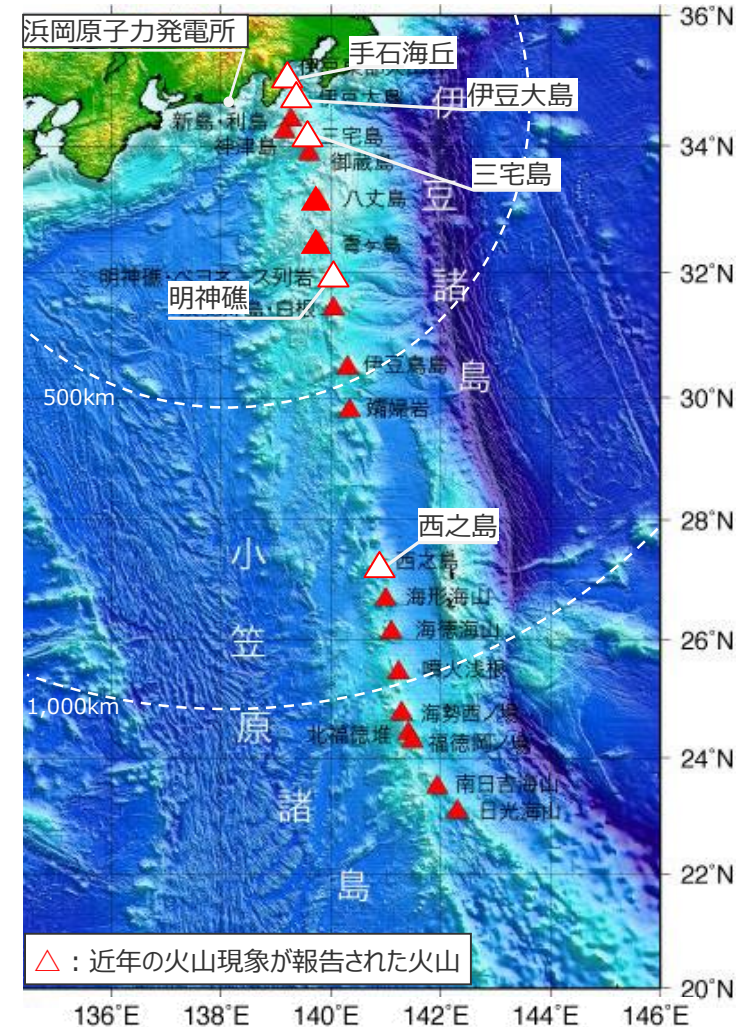 浜岡原子力発電所
手石海丘
伊豆大島
伊豆大島
新島・利島
神津島
三宅島
三宅島
御蔵島
八丈島
青ヶ島
明神礁・ベヨネース列岩
明神礁
伊豆鳥島
孀婦岩
500km
伊豆諸島
西之島
西之島
海形海山
海徳海山
噴火浅根
1,000km
海勢西ノ場
北福徳堆
福徳岡ノ場
南日吉海山
日光海山
小笠原諸島
△：近年の火山現象が報告された火山
36°N
34°N
32°N
30°N
28°N
26°N
24°N
22°N
20°N
136°E 138°E 140°E 142°E 144°E 146°E